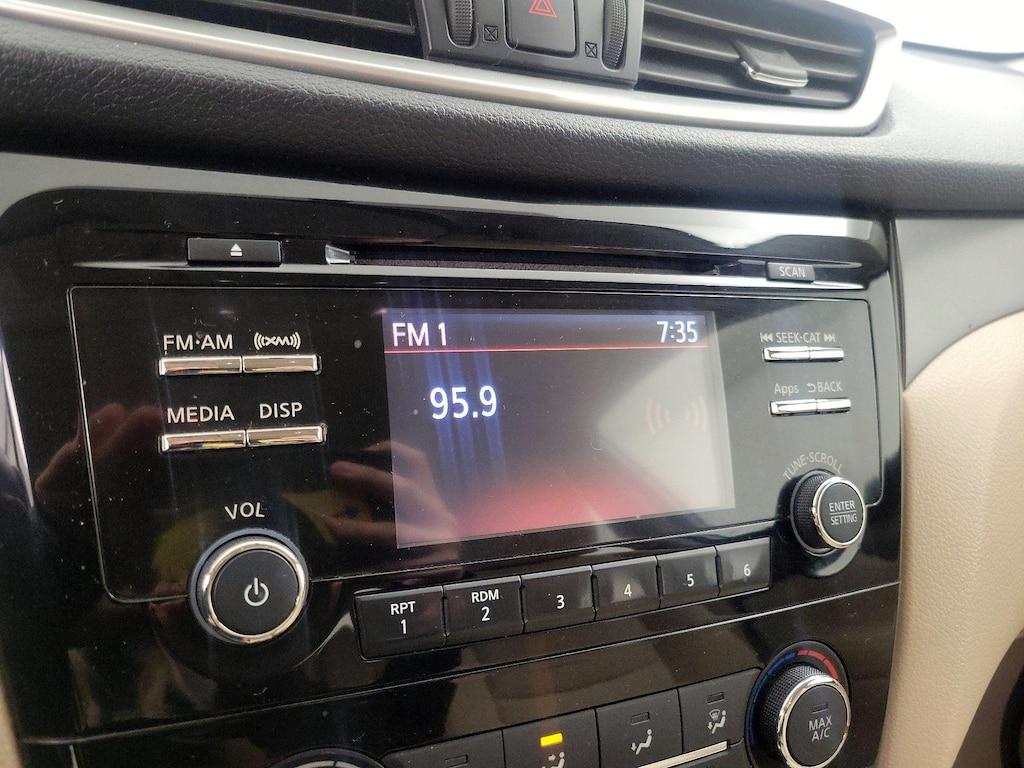 SCAN
FM·AM ((XM))
FM 1 7:35
SEEK·CAT
95.9
Apps BACK
MEDIA DISP
TUNE·SCROLL
VOL
ENTER
SETTING
RPT
1
RDM
2
3
4
5
6
MAX
A/C